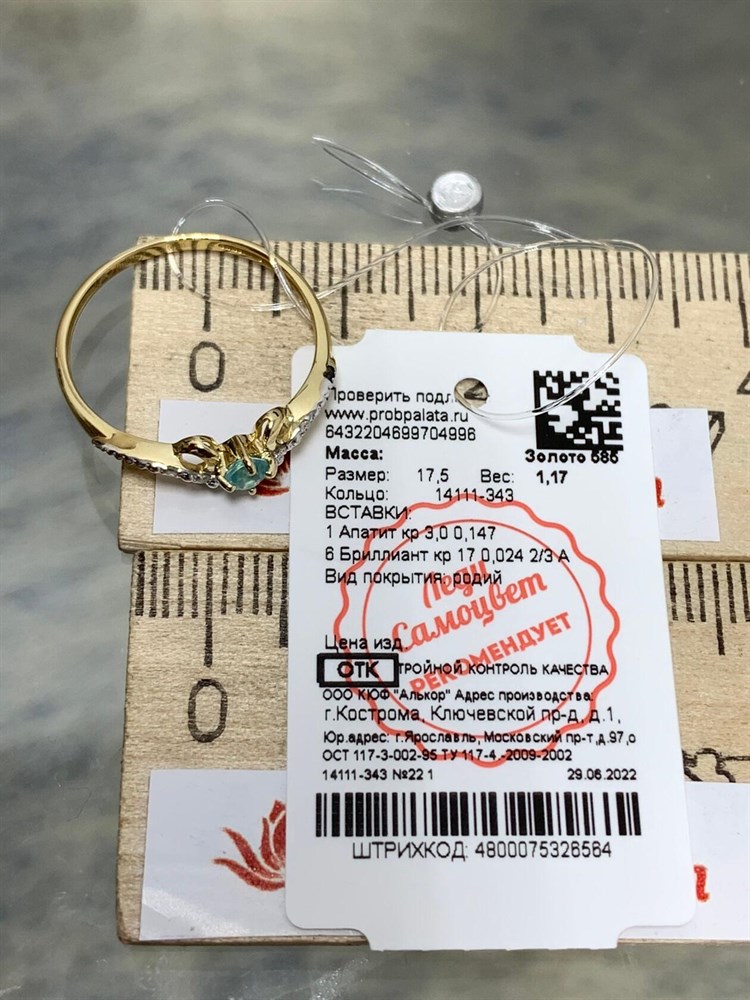 Проверить подл
www.probpalata.ru
6432204699704996
Масса:
Золото 585
Размер: 17,5 Вес: 1,17
Кольцо: 14111-343
ВСТАВКИ:
1 Апатит кр 3,0 0,147
6 Бриллиант кр 17 0,024 2/3 А
Вид покрытия: родий
Леди
Самоцвет
РЕКОМЕНДУЕТ
Цена изд.
ОТК ТРОЙНОЙ КОНТРОЛЬ КАЧЕСТВА
ООО КЮФ "Алькор" Адрес производства:
г.Кострома, Ключевской пр-д, д.1,
Юр.адрес: г.Ярославль, Московский пр-т,д.97,о
ОСТ 117-3-002-95 ТУ 117-4.-2009-2002
14111-343 №22 1 29.06.2022
ШТРИХКОД: 4800075326564
0
0